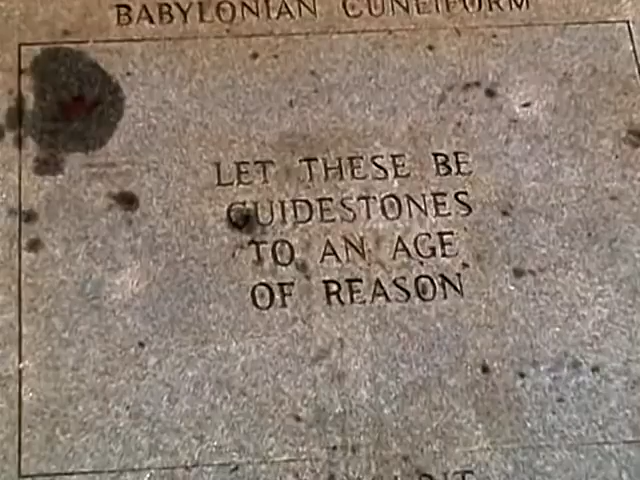 BABYLONIAN CUNEIFORM
LET THESE BE
GUIDESTONES
TO AN AGE
OF REASON